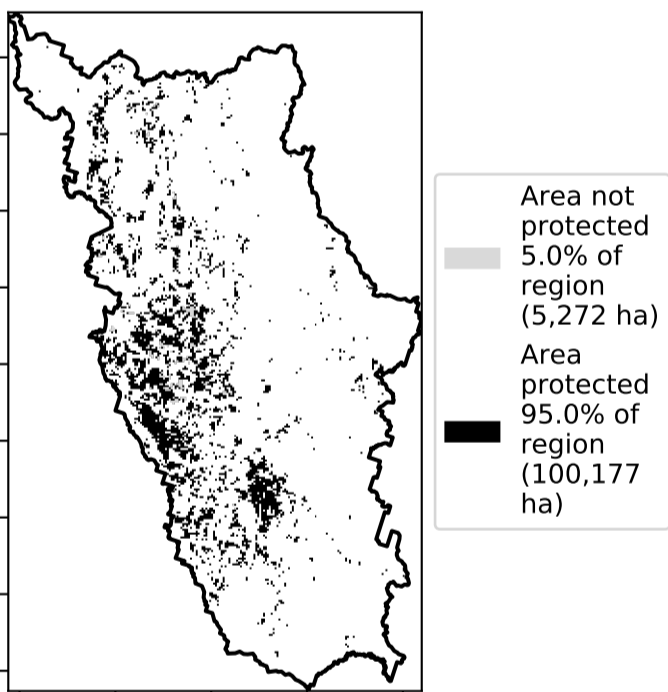 Area not
protected
5.0% of
region
(5,272 ha)
Area
protected
95.0% of
region
(100,177
ha)